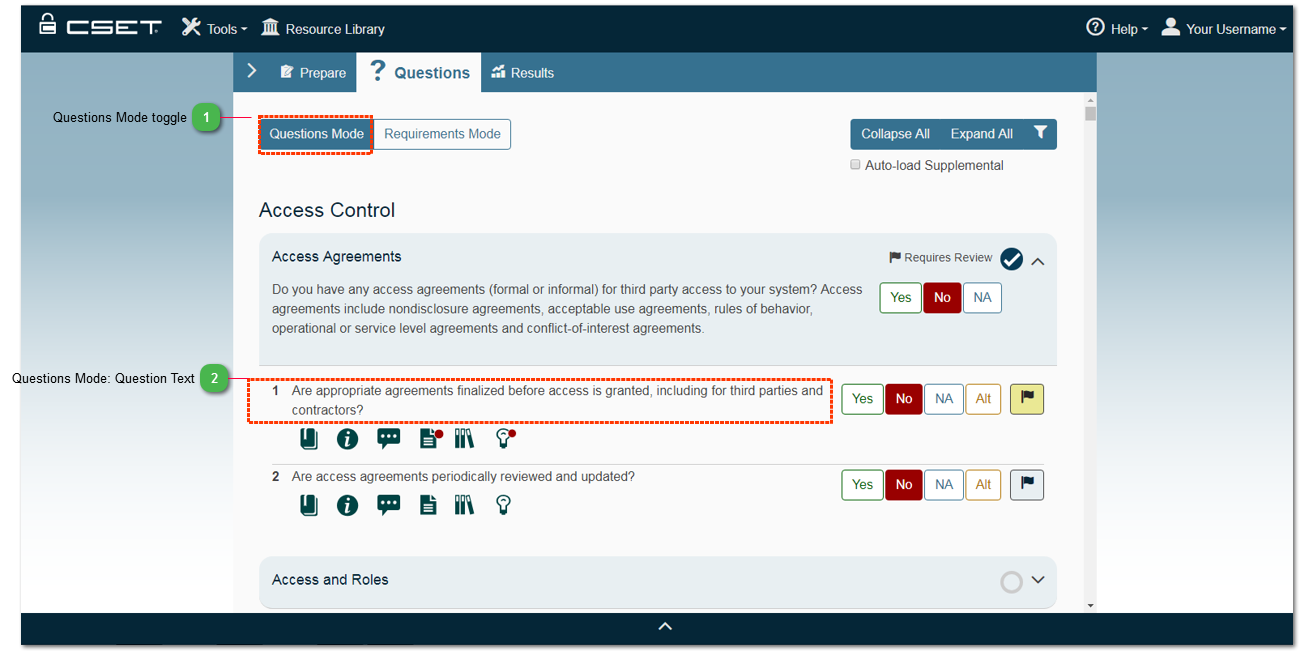 CSET Tools Resource Library Help Your Username
Prepare ? Questions Results
Questions Mode toggle 1
Questions Mode Requirements Mode Collapse All Expand All
Auto-load Supplemental
Access Control
Access Agreements Requires Review
Do you have any access agreements (formal or informal) for third party access to your system? Access
agreements include nondisclosure agreements, acceptable use agreements, rules of behavior,
operational or service level agreements and conflict-of-interest agreements.
Yes No NA
Questions Mode: Question Text 2
1 Are appropriate agreements finalized before access is granted, including for third parties and
contractors?
Yes No NA Alt
2 Are access agreements periodically reviewed and updated?
Yes No NA Alt
Access and Roles